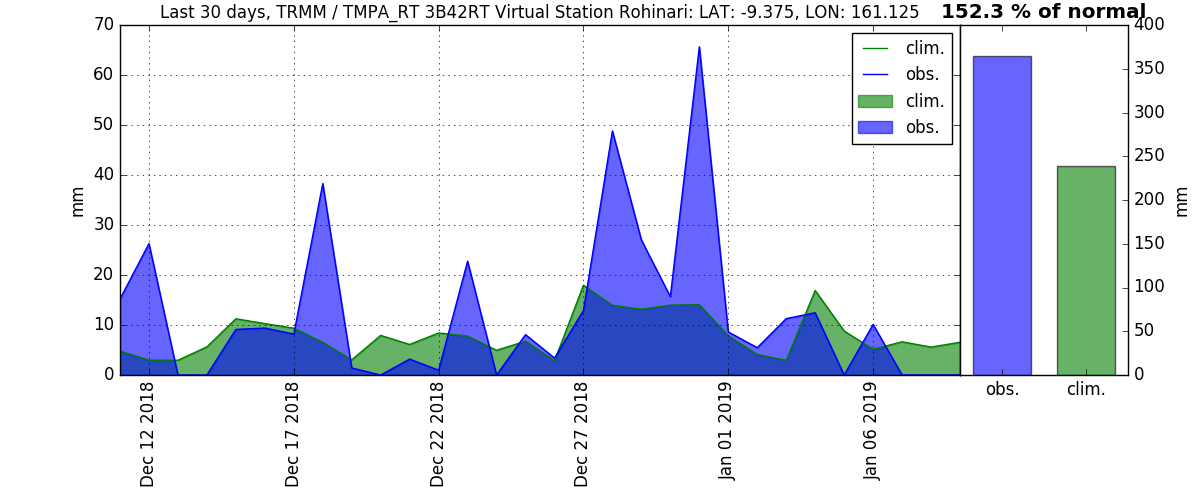 Last 30 days, TRMM / TMPA_RT 3B42RT Virtual Station Rohinari: LAT: -9.375, LON: 161.125
152.3 % of normal
70
60
50
40
30
20
10
0
mm
clim.
obs.
clim.
obs.
Dec 12 2018
Dec 17 2018
Dec 22 2018
Dec 27 2018
Jan 01 2019
Jan 06 2019
400
350
300
250
200
150
100
50
0
mm
obs.
clim.